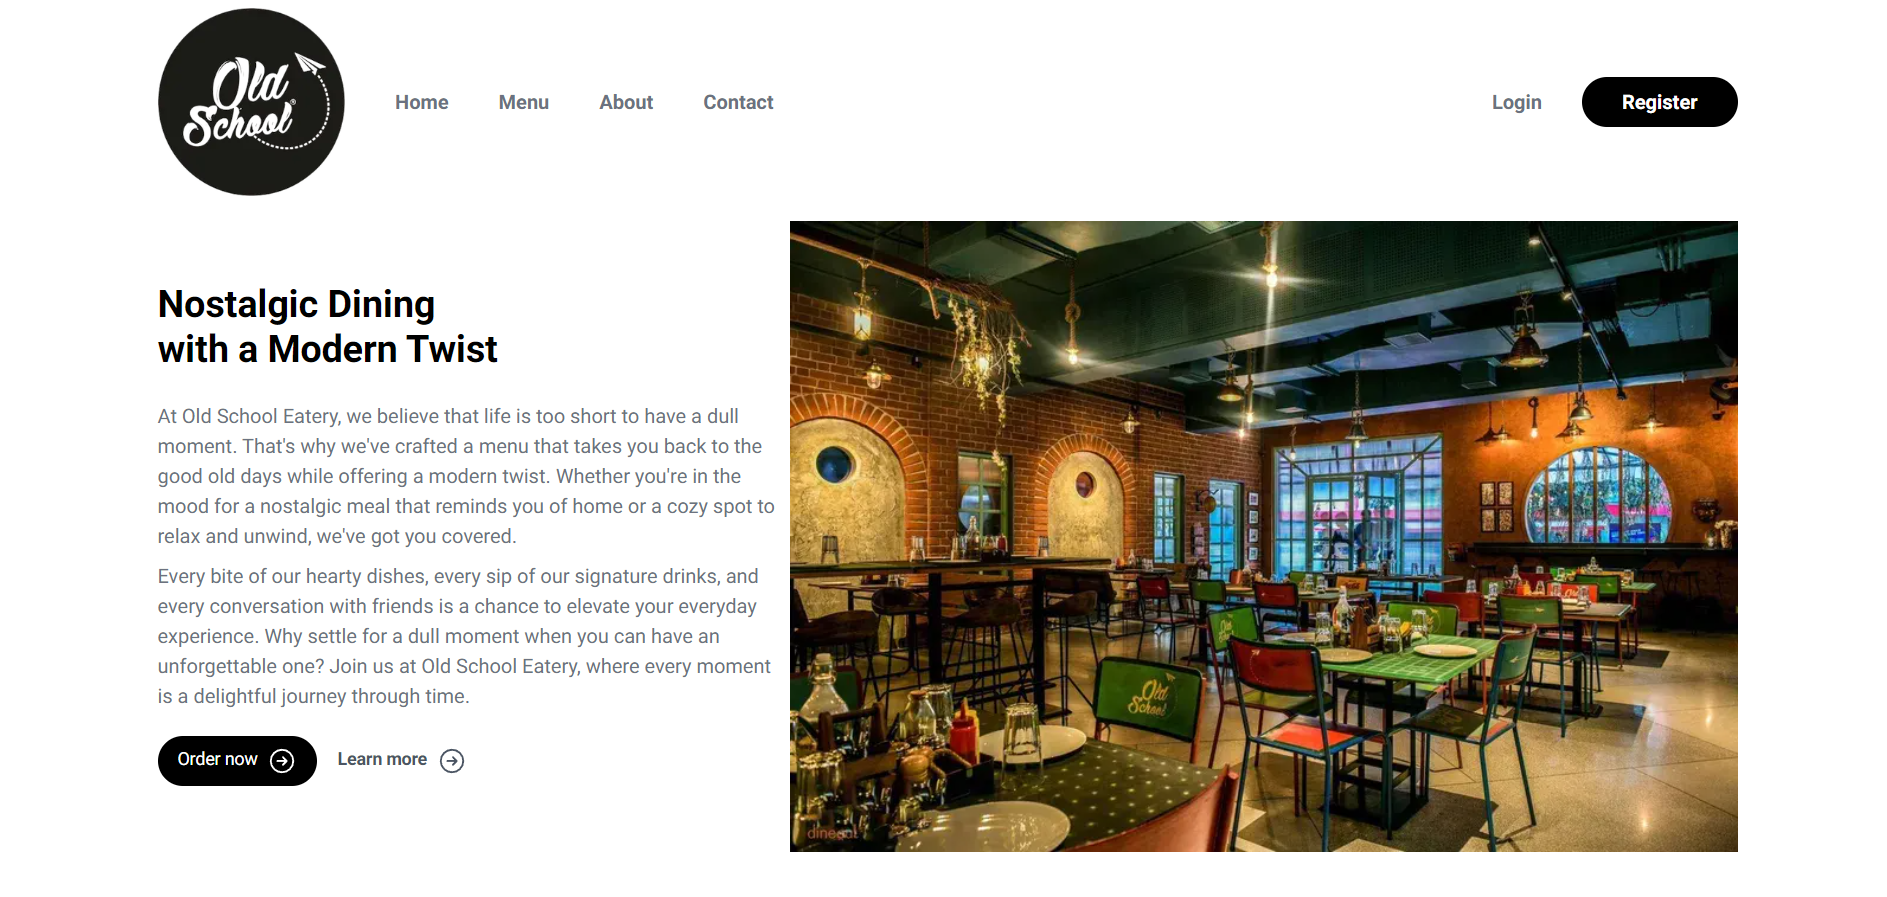 Old
School®
Home
Menu
About
Contact
Login
Register
Nostalgic Dining
with a Modern Twist
At Old School Eatery, we believe that life is too short to have a dull
moment. That's why we've crafted a menu that takes you back to the
good old days while offering a modern twist. Whether you're in the
mood for a nostalgic meal that reminds you of home or a cozy spot to
relax and unwind, we've got you covered.
Every bite of our hearty dishes, every sip of our signature drinks, and
every conversation with friends is a chance to elevate your everyday
experience. Why settle for a dull moment when you can have an
unforgettable one? Join us at Old School Eatery, where every moment
is a delightful journey through time.
Order now
Learn more
Old
School
dineout